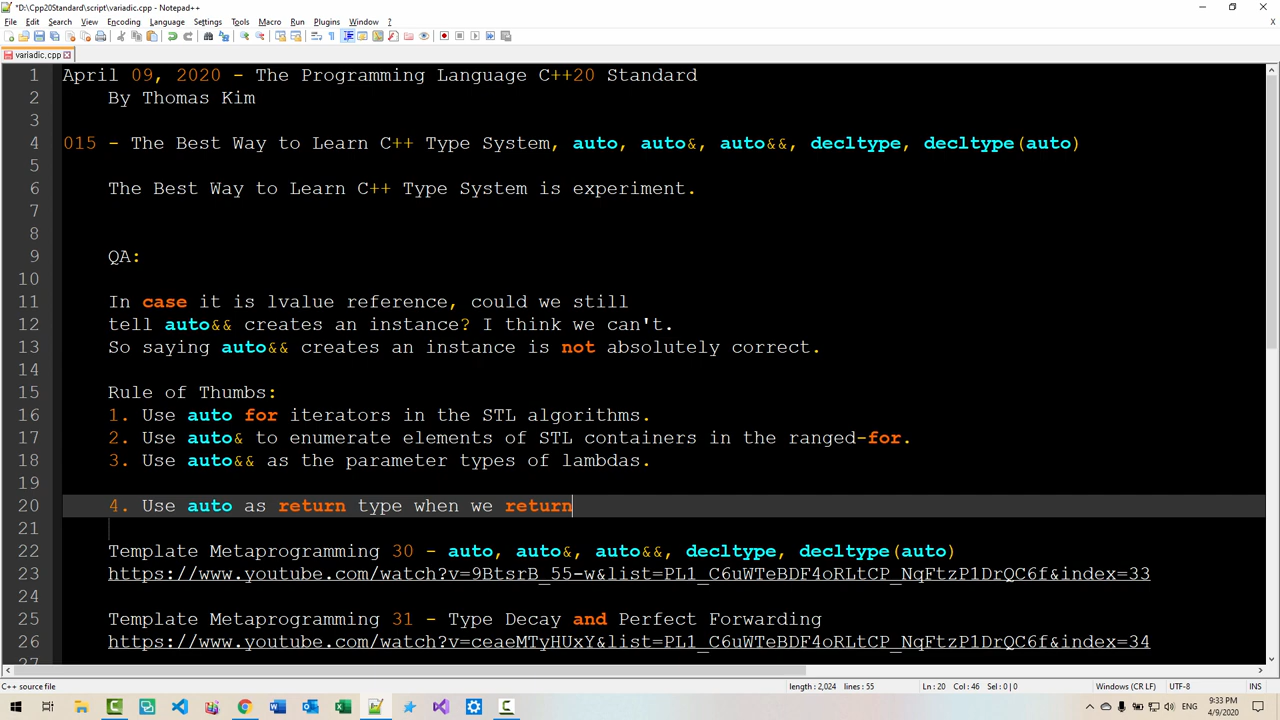 *D:\Cpp20Standard\script\variadic.cpp - Notepad++
File Edit Search View Encoding Language Settings Tools Macro Run Plugins Window ?
variadic.cpp
1 April 09, 2020 - The Programming Language C++20 Standard
2 By Thomas Kim
3
4 015 - The Best Way to Learn C++ Type System, auto, auto&, auto&&, decltype, decltype(auto)
5
6 The Best Way to Learn C++ Type System is experiment.
7
8
9 QA:
10
11 In case it is lvalue reference, could we still
12 tell auto&& creates an instance? I think we can't.
13 So saying auto&& creates an instance is not absolutely correct.
14
15 Rule of Thumbs:
16 1. Use auto for iterators in the STL algorithms.
17 2. Use auto& to enumerate elements of STL containers in the ranged-for.
18 3. Use auto&& as the parameter types of lambdas.
19
20 4. Use auto as return type when we return
21
22 Template Metaprogramming 30 - auto, auto&, auto&&, decltype, decltype(auto)
23 https://www.youtube.com/watch?v=9BtsrB_55-w&list=PL1_C6uWTeBDF4oRLtCP_NqFtzP1DrQC6f&index=33
24
25 Template Metaprogramming 31 - Type Decay and Perfect Forwarding
26 https://www.youtube.com/watch?v=ceaeMTyHUxY&list=PL1_C6uWTeBDF4oRLtCP_NqFtzP1DrQC6f&index=34
27
C++ source file length : 2,024 lines : 55 Ln : 20 Col : 46 Sel : 0 | 0 Windows (CR LF) UTF-8 INS
ENG 9:33 PM
4/9/2020